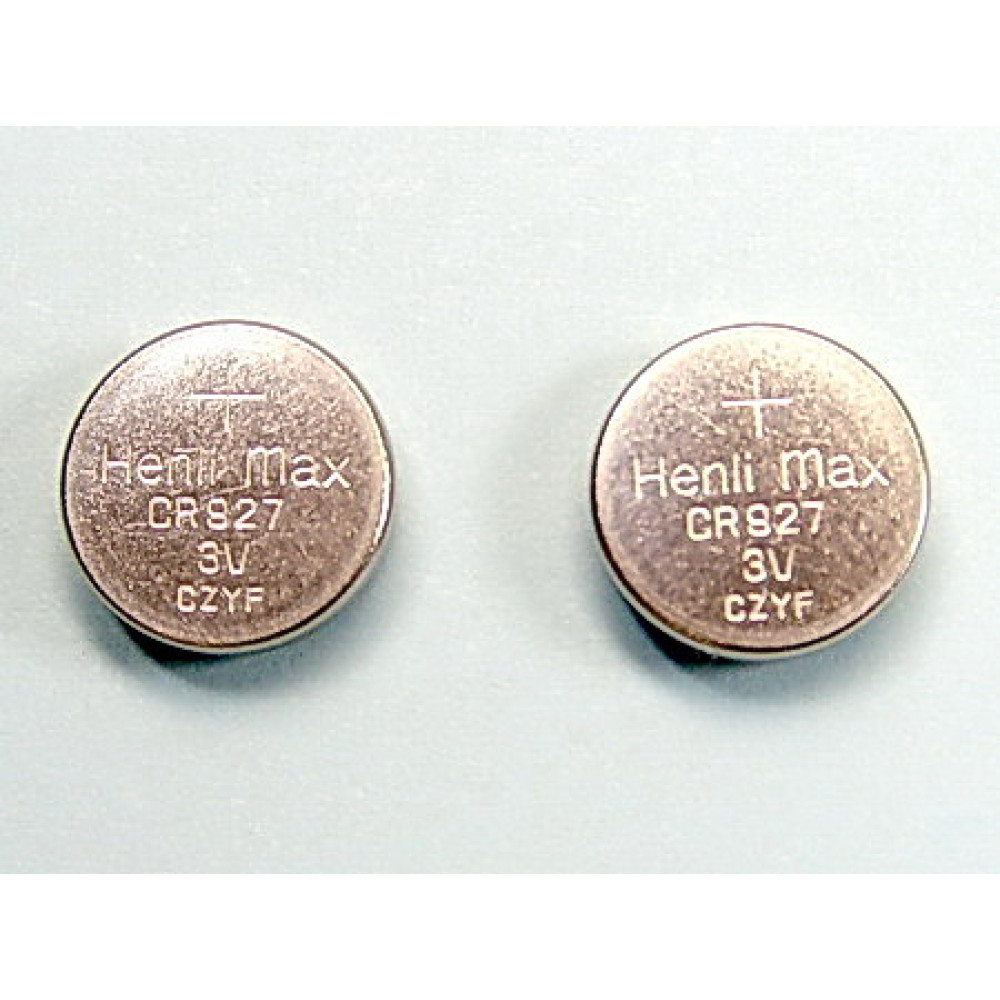 +
Henli Max
CR927
3V
CZYF
+
Henli Max
CR927
3V
CZYF